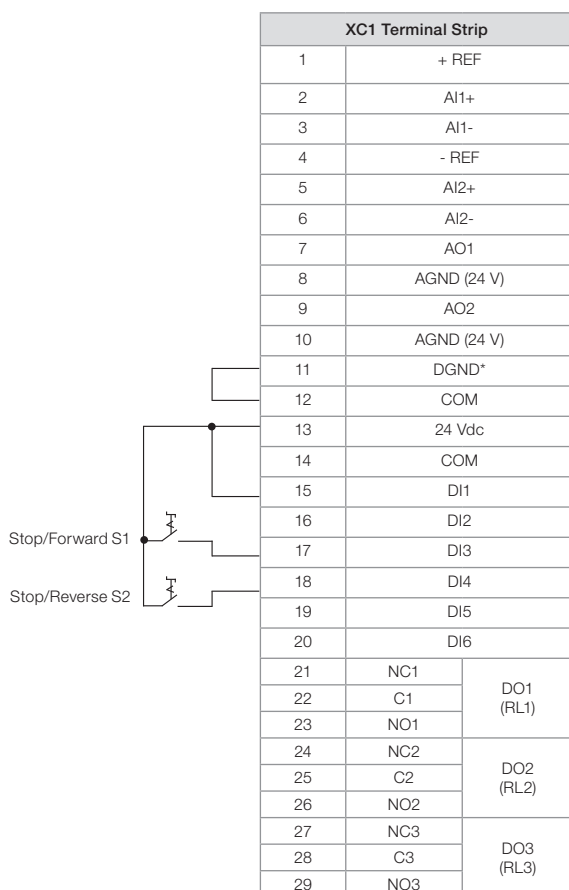 XC1 Terminal Strip
1 + REF
2 AI1+
3 AI1-
4 - REF
5 AI2+
6 AI2-
7 AO1
8 AGND (24 V)
9 AO2
10 AGND (24 V)
11 DGND*
12 COM
13 24 Vdc
14 COM
15 DI1
16 DI2
Stop/Forward S1
17 DI3
18 DI4
Stop/Reverse S2
19 DI5
20 DI6
21 NC1
22 C1
23 NO1
DO1
(RL1)
24 NC2
25 C2
26 NO2
DO2
(RL2)
27 NC3
28 C3
29 NO3
DO3
(RL3)